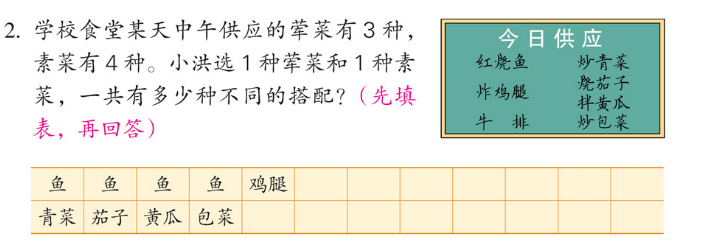 2. 学校食堂某天中午供应的荤菜有3种，
素菜有4种。小洪选1种荤菜和1种素
菜，一共有多少种不同的搭配？（先填
表，再回答）
今日供应
红烧鱼 炒青菜
炸鸡腿 烧茄子
拌黄瓜
牛 排 炒包菜
鱼 鱼 鱼 鱼 鸡腿
青菜 茄子 黄瓜 包菜